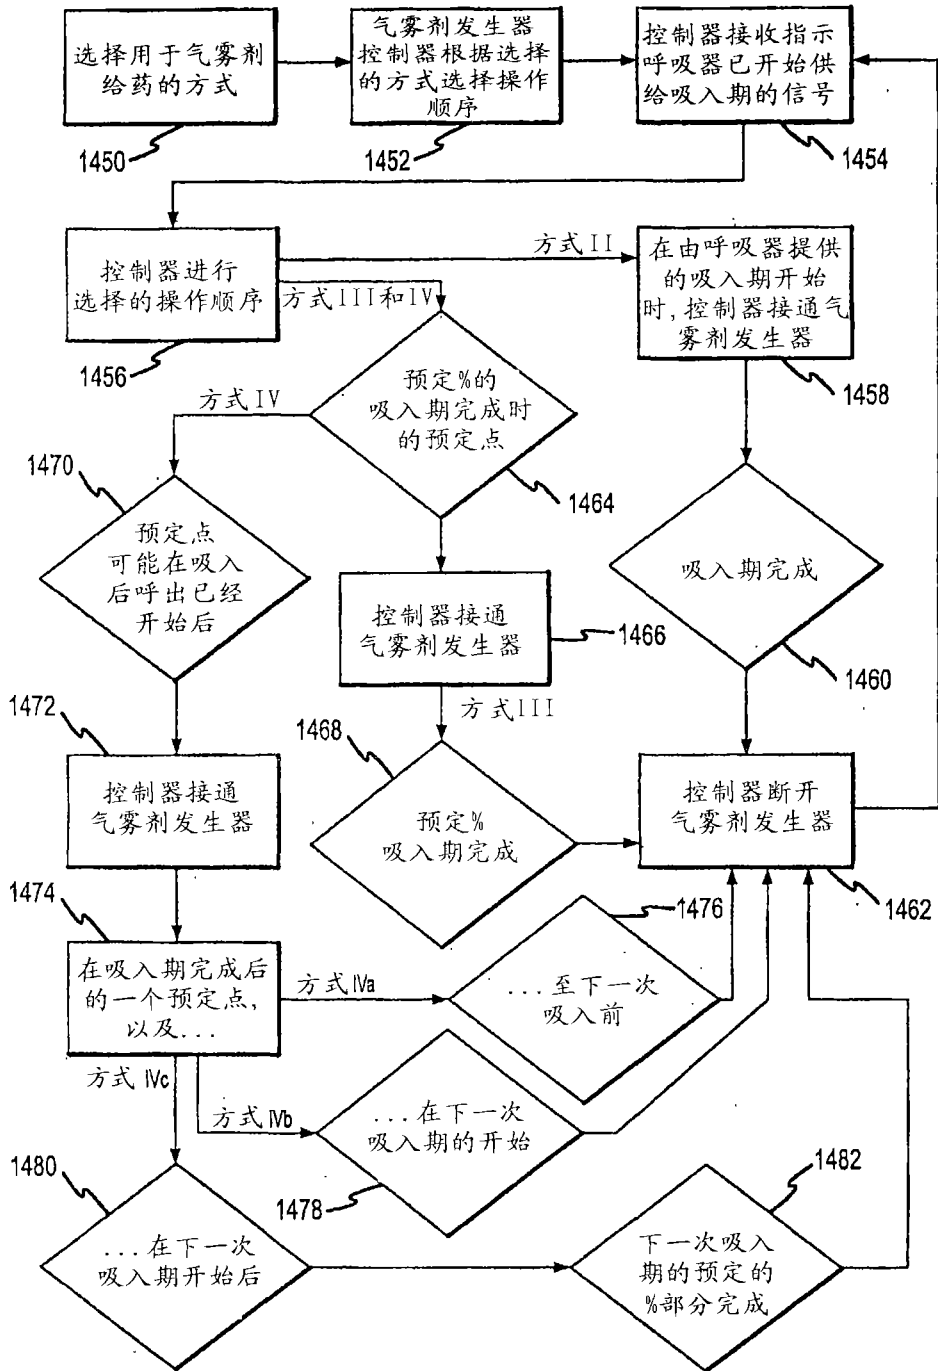 选择用于气雾剂
给药的方式
1450
气雾剂发生器
控制器根据选择
的方式选择操作
顺序
1452
控制器接收指示
呼吸器已开始供
给吸入期的信号
1454
控制器进行
选择的操作顺序
1456
方式 II
方式III和IV
在由呼吸器提供
的吸入期开始
时,控制器接通气
雾剂发生器
1458
方式 IV
预定%的
吸入期完成时
的预定点
1464
1470
预定点
可能在吸入
后呼出已经
开始后
控制器接通
气雾剂发生器
1466
吸入期完成
1460
1472
控制器接通
气雾剂发生器
方式III
1468
预定%
吸入期完成
控制器断开
气雾剂发生器
1462
1474
在吸入期完成后
的一个预定点,
以及...
方式 IVa
1476
...至下一次
吸入前
方式 IVc
方式 IVb
...在下一次
吸入期的开始
1478
1480
...在下一次
吸入期开始后
1482
下一次吸入
期的预定的
%部分完成